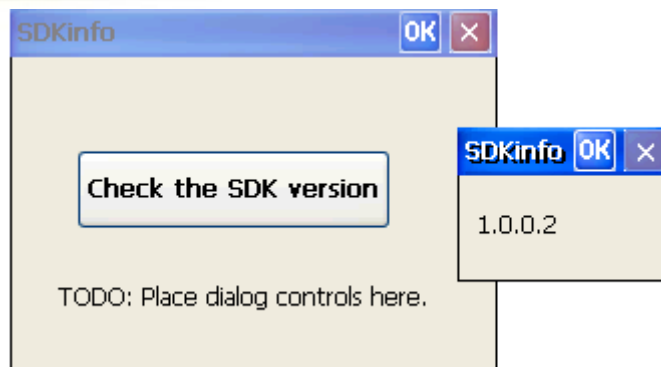 SDKinfo OK
Check the SDK version
TODO: Place dialog controls here.
SDKinfo OK
1.0.0.2